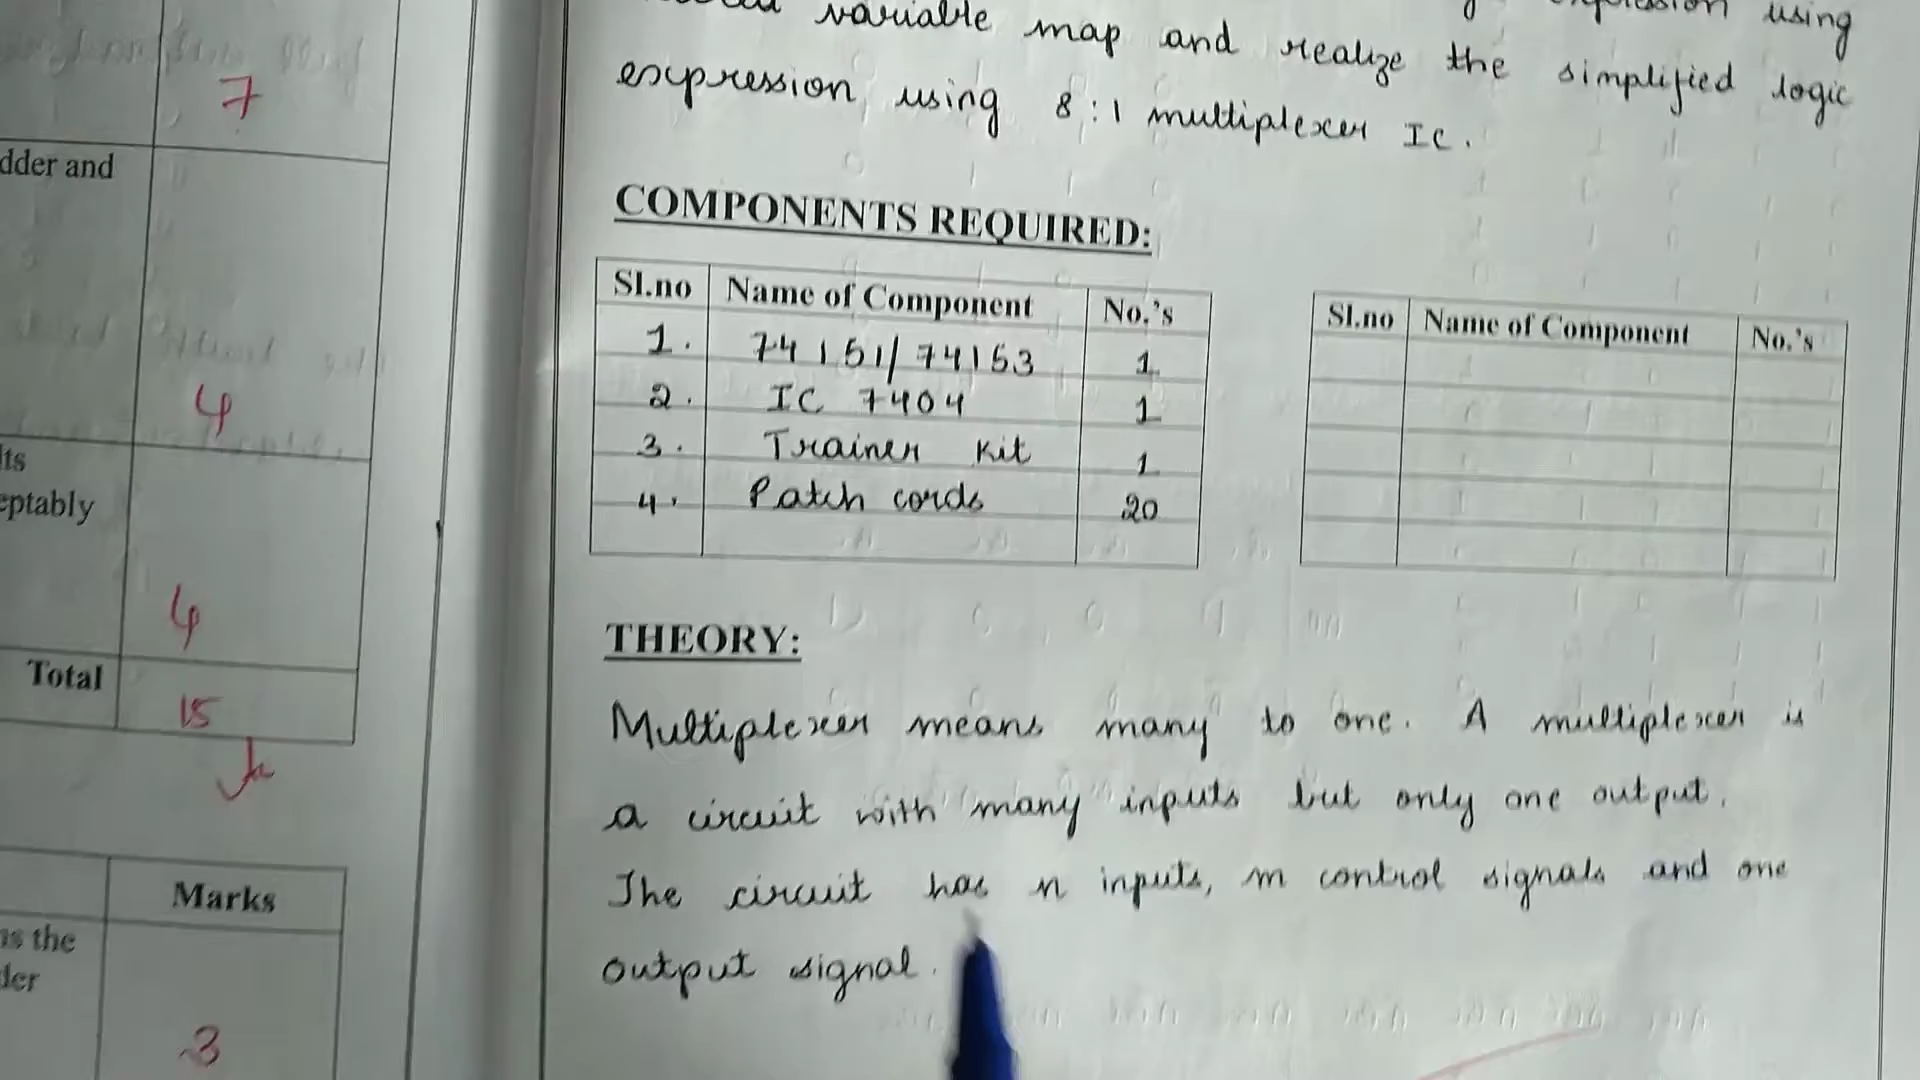 7
dder and
4
lts
eptably
4
Total
15
Marks
as the
3
variable map and realize the simplified logic
using
expression using 8:1 multiplexer IC.
COMPONENTS REQUIRED:
Sl.no Name of Component No.'s
1. 74151/74153 1
2. IC 7404 1
3. Trainer Kit 1
4. Patch cords 20
Sl.no Name of Component No.'s
THEORY:
Multiplexer means many to one. A multiplexer is
a circuit with many inputs but only one output.
The circuit has n inputs, m control signals and one
output signal.